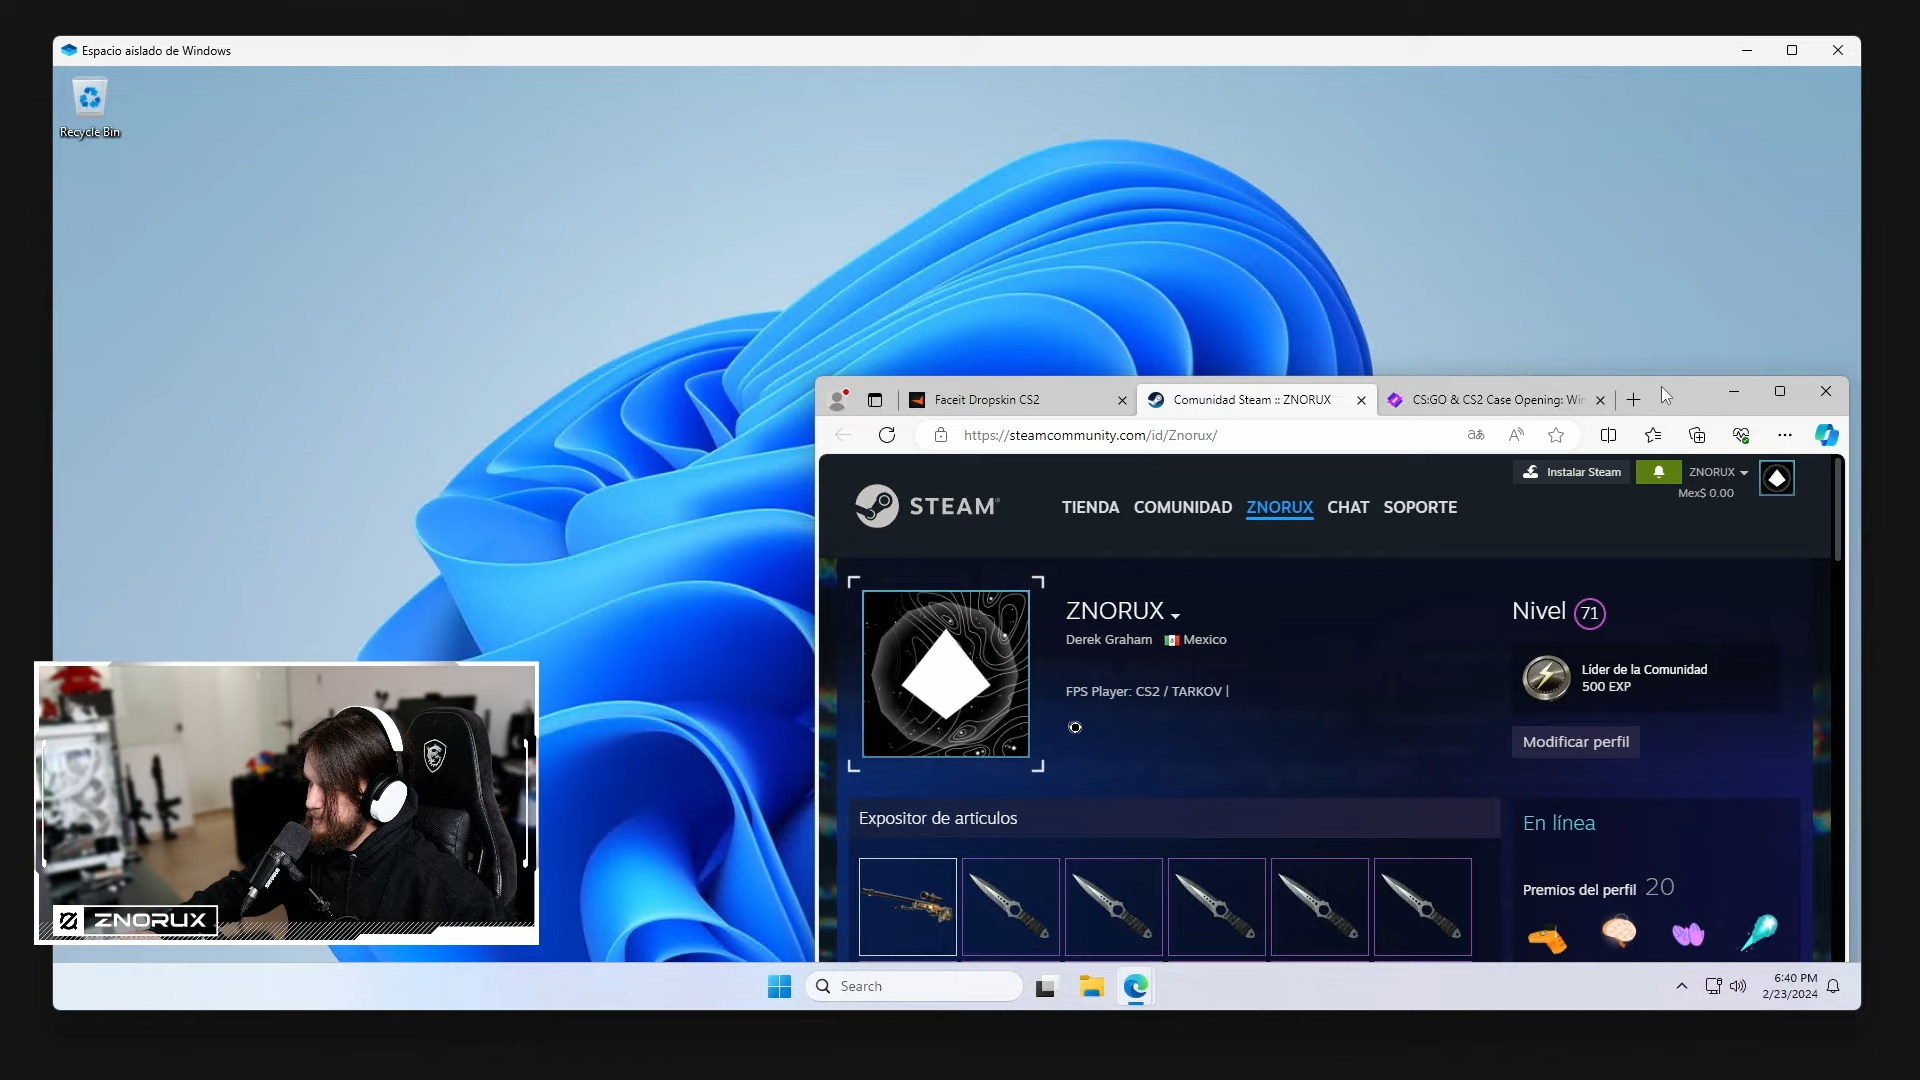 Espacio aislado de Windows
Recycle Bin
Faceit Dropskin CS2
Comunidad Steam :: ZNORUX
CS:GO & CS2 Case Opening: Win
https://steamcommunity.com/id/Znorux/
Instalar Steam
ZNORUX
Mex$ 0.00
STEAM
TIENDA COMUNIDAD ZNORUX CHAT SOPORTE
ZNORUX
Derek Graham Mexico
FPS Player: CS2 / TARKOV |
Nivel 71
Líder de la Comunidad
500 EXP
Modificar perfil
Expositor de artículos
En línea
Premios del perfil 20
ZNORUX
Search
6:40 PM
2/23/2024